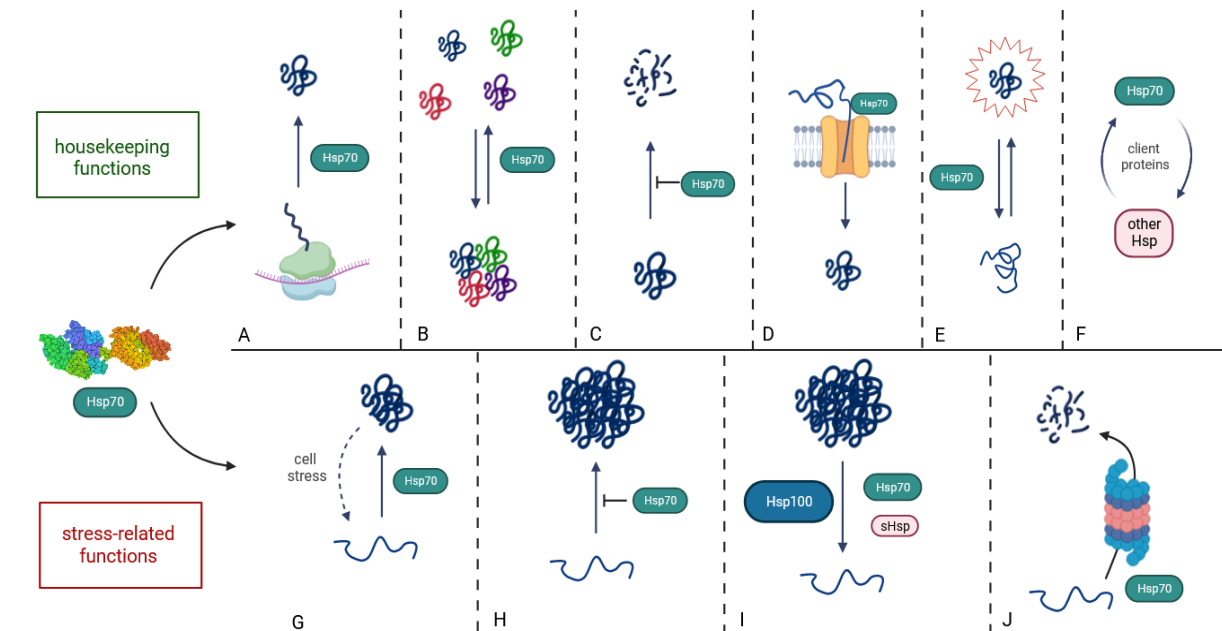 housekeeping
functions
Hsp70
stress-related
functions
Hsp70
A
Hsp70
B
Hsp70
C
Hsp70
D
Hsp70
E
Hsp70
client
proteins
other
Hsp
F
cell
stress
Hsp70
G
Hsp70
H
Hsp100
Hsp70
sHsp
I
Hsp70
J